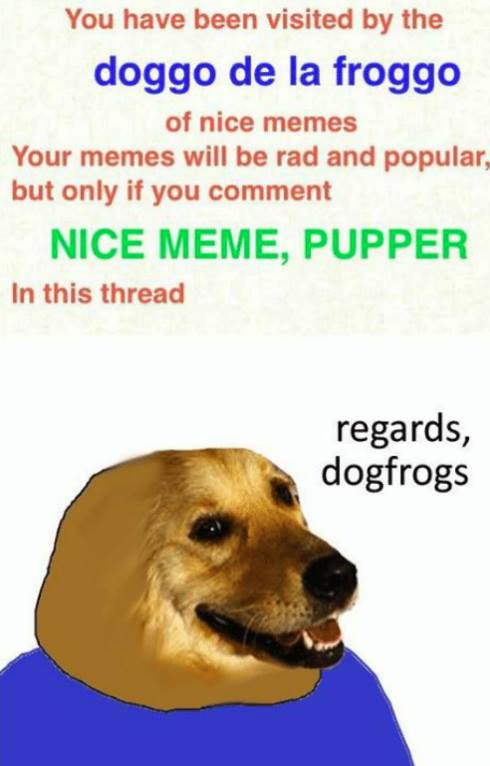 You have been visited by the
doggo de la froggo
of nice memes
Your memes will be rad and popular,
but only if you comment
NICE MEME, PUPPER
In this thread
regards,
dogfrogs